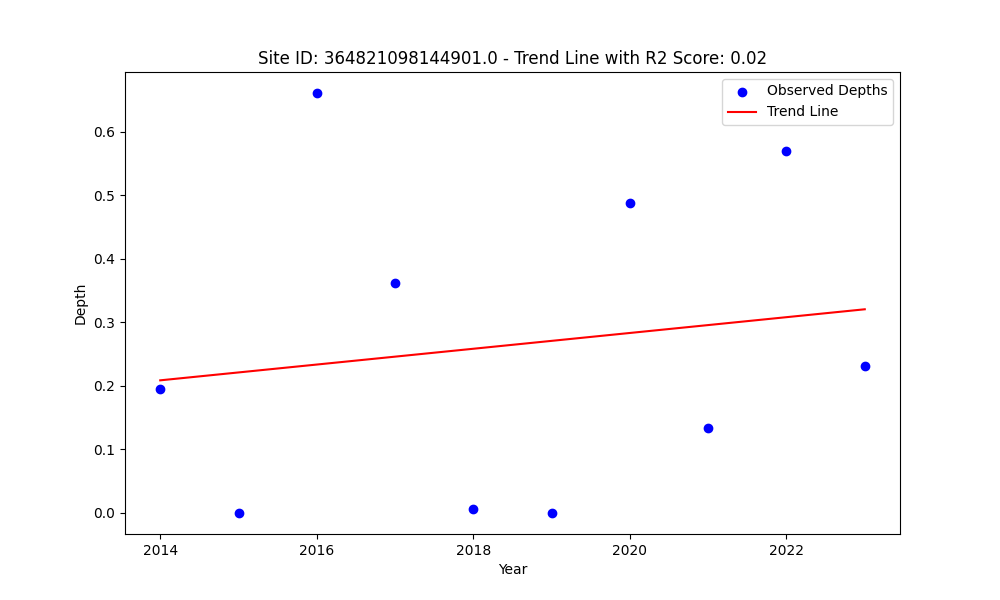 Site ID: 364821098144901.0 - Trend Line with R2 Score: 0.02
Observed Depths
Trend Line
0.6
0.5
0.4
0.3
0.2
0.1
0.0
Depth
2014
2016
2018
2020
2022
Year